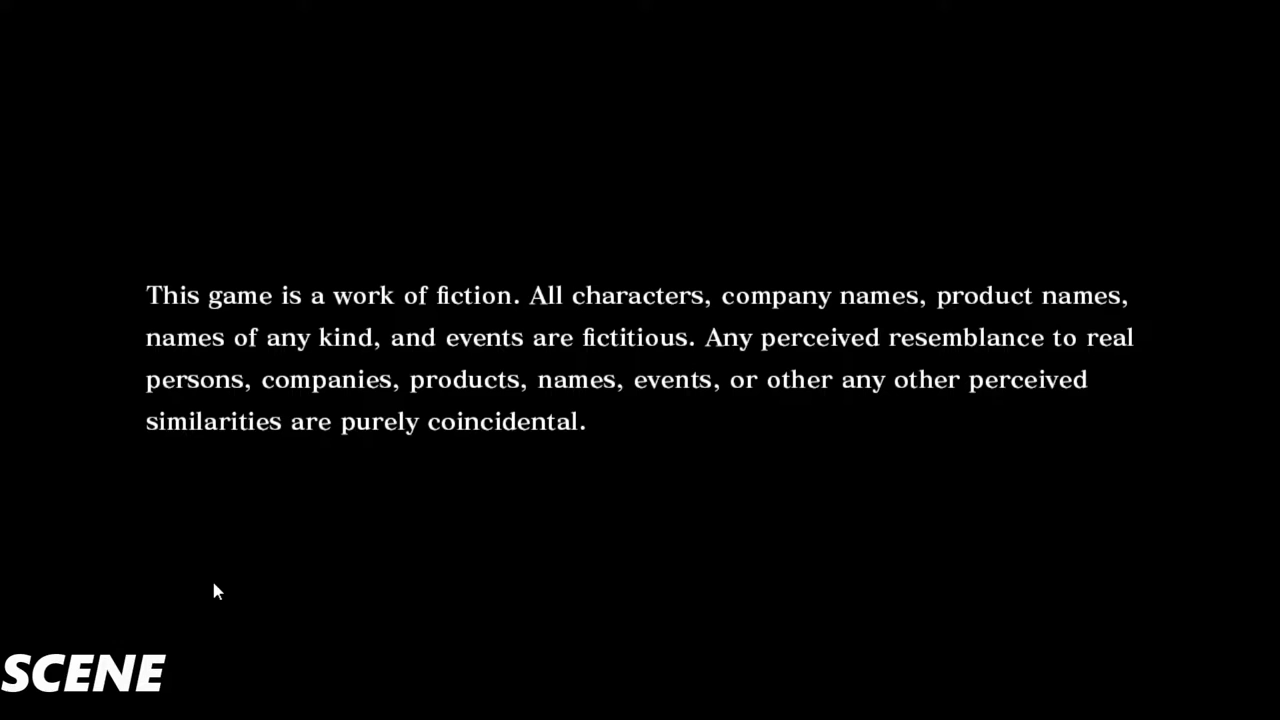 This game is a work of fiction. All characters, company names, product names,
names of any kind, and events are fictitious. Any perceived resemblance to real
persons, companies, products, names, events, or other any other perceived
similarities are purely coincidental.
SCENE